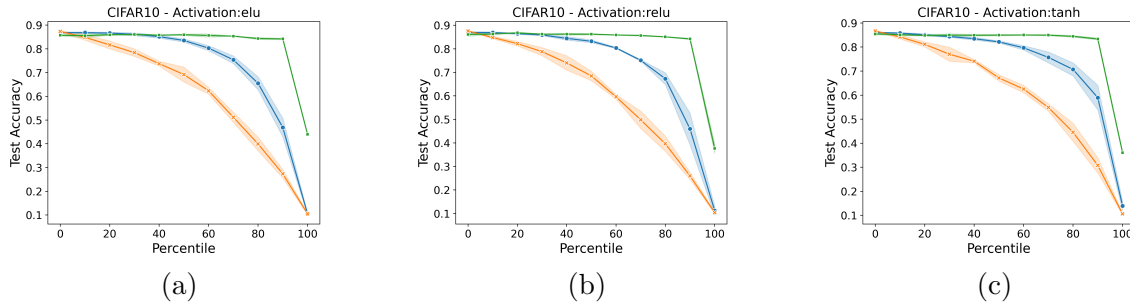 CIFAR10 - Activation:elu
0.9
0.8
0.7
0.6
0.5
0.4
0.3
0.2
0.1
Test Accuracy
0 20 40 60 80 100
Percentile
(a)
CIFAR10 - Activation:relu
0.9
0.8
0.7
0.6
0.5
0.4
0.3
0.2
0.1
Test Accuracy
0 20 40 60 80 100
Percentile
(b)
CIFAR10 - Activation:tanh
0.9
0.8
0.7
0.6
0.5
0.4
0.3
0.2
0.1
Test Accuracy
0 20 40 60 80 100
Percentile
(c)